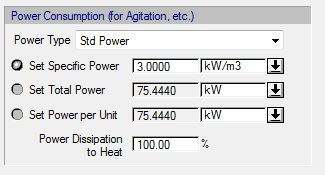 Power Consumption (for Agitation, etc.)
Power Type Std Power
Set Specific Power 3.0000 kW/m3
Set Total Power 75.4440 kW
Set Power per Unit 75.4440 kW
Power Dissipation
to Heat 100.00 %